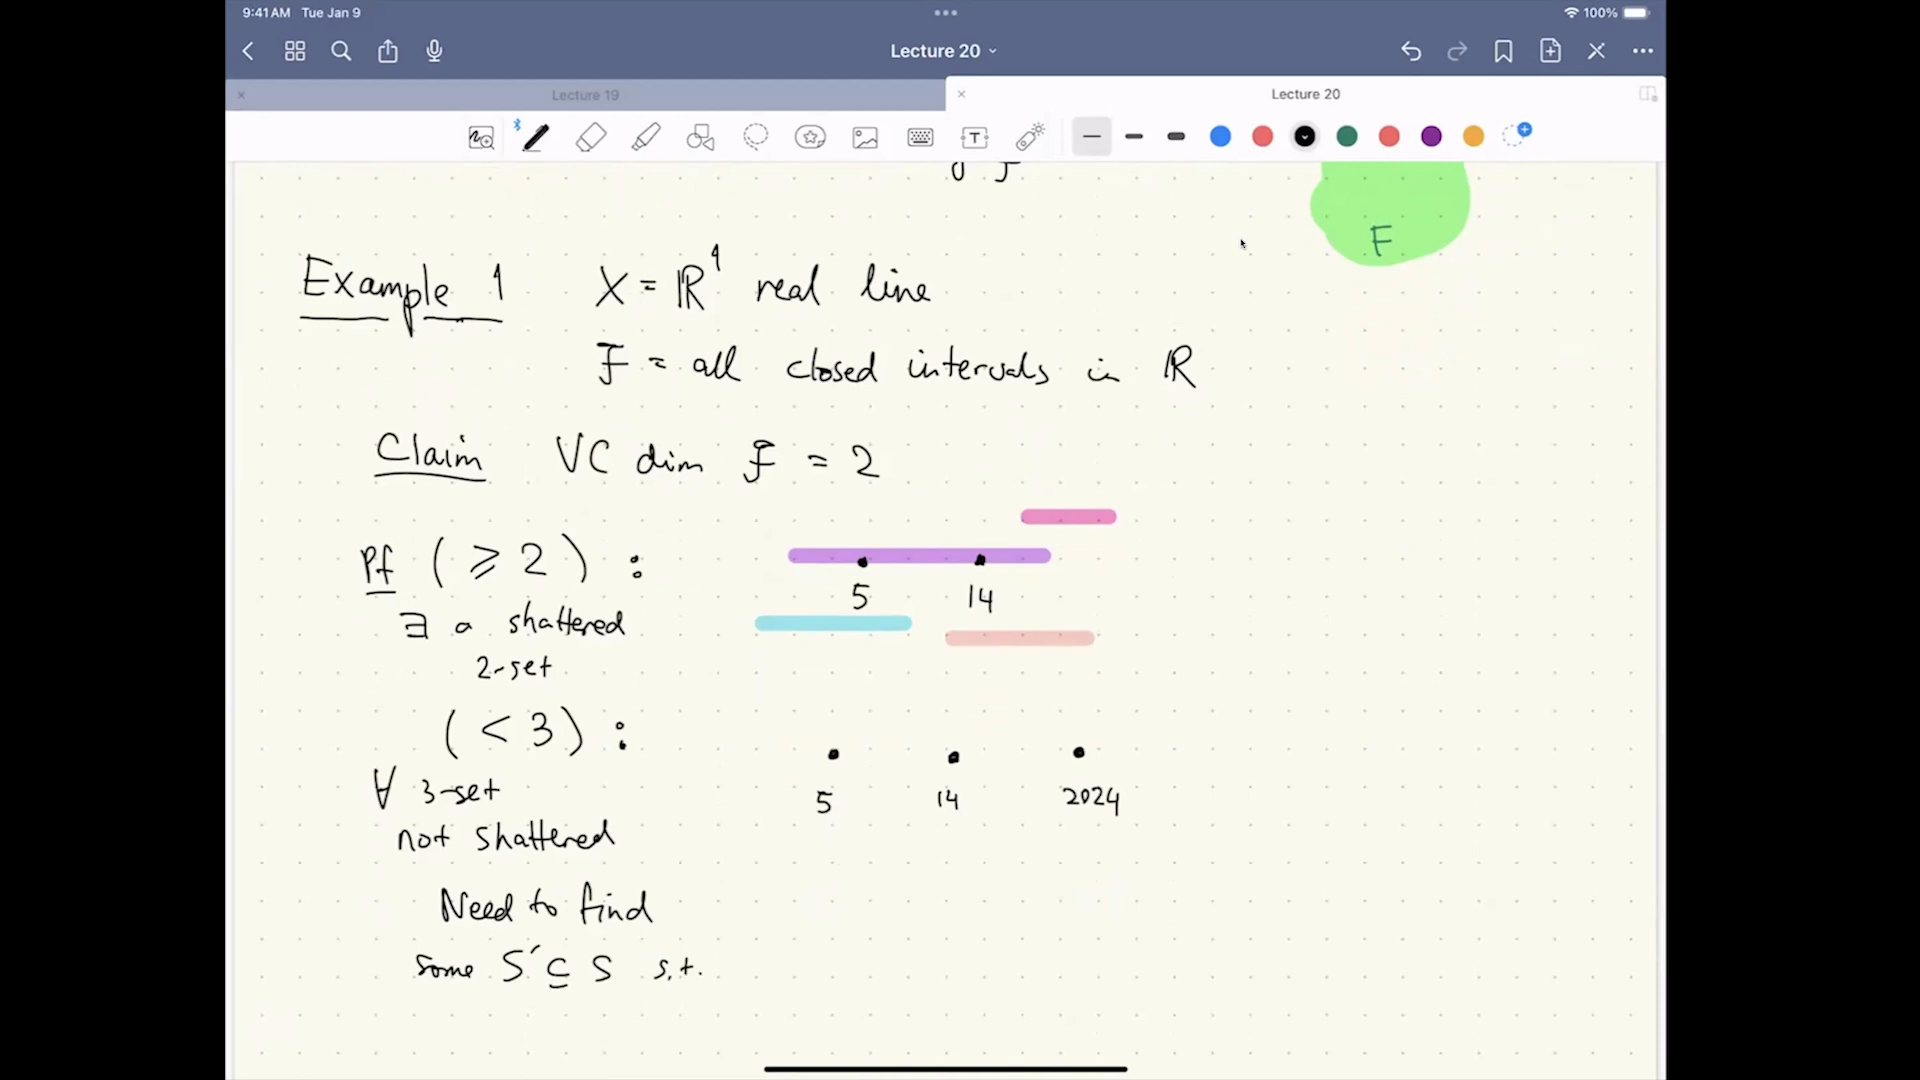 9:41 AM Tue Jan 9
100%
Lecture 20
Lecture 19
Lecture 20
F
Example 1 X = ℝ¹ real line
F = all closed intervals in ℝ
Claim VC dim F = 2
Pf (≥ 2) :
5 14
∃ a shattered
2-set
(< 3) :
∀ 3-set
5 14 2024
not shattered
Need to find
some S' ⊆ S s.t.